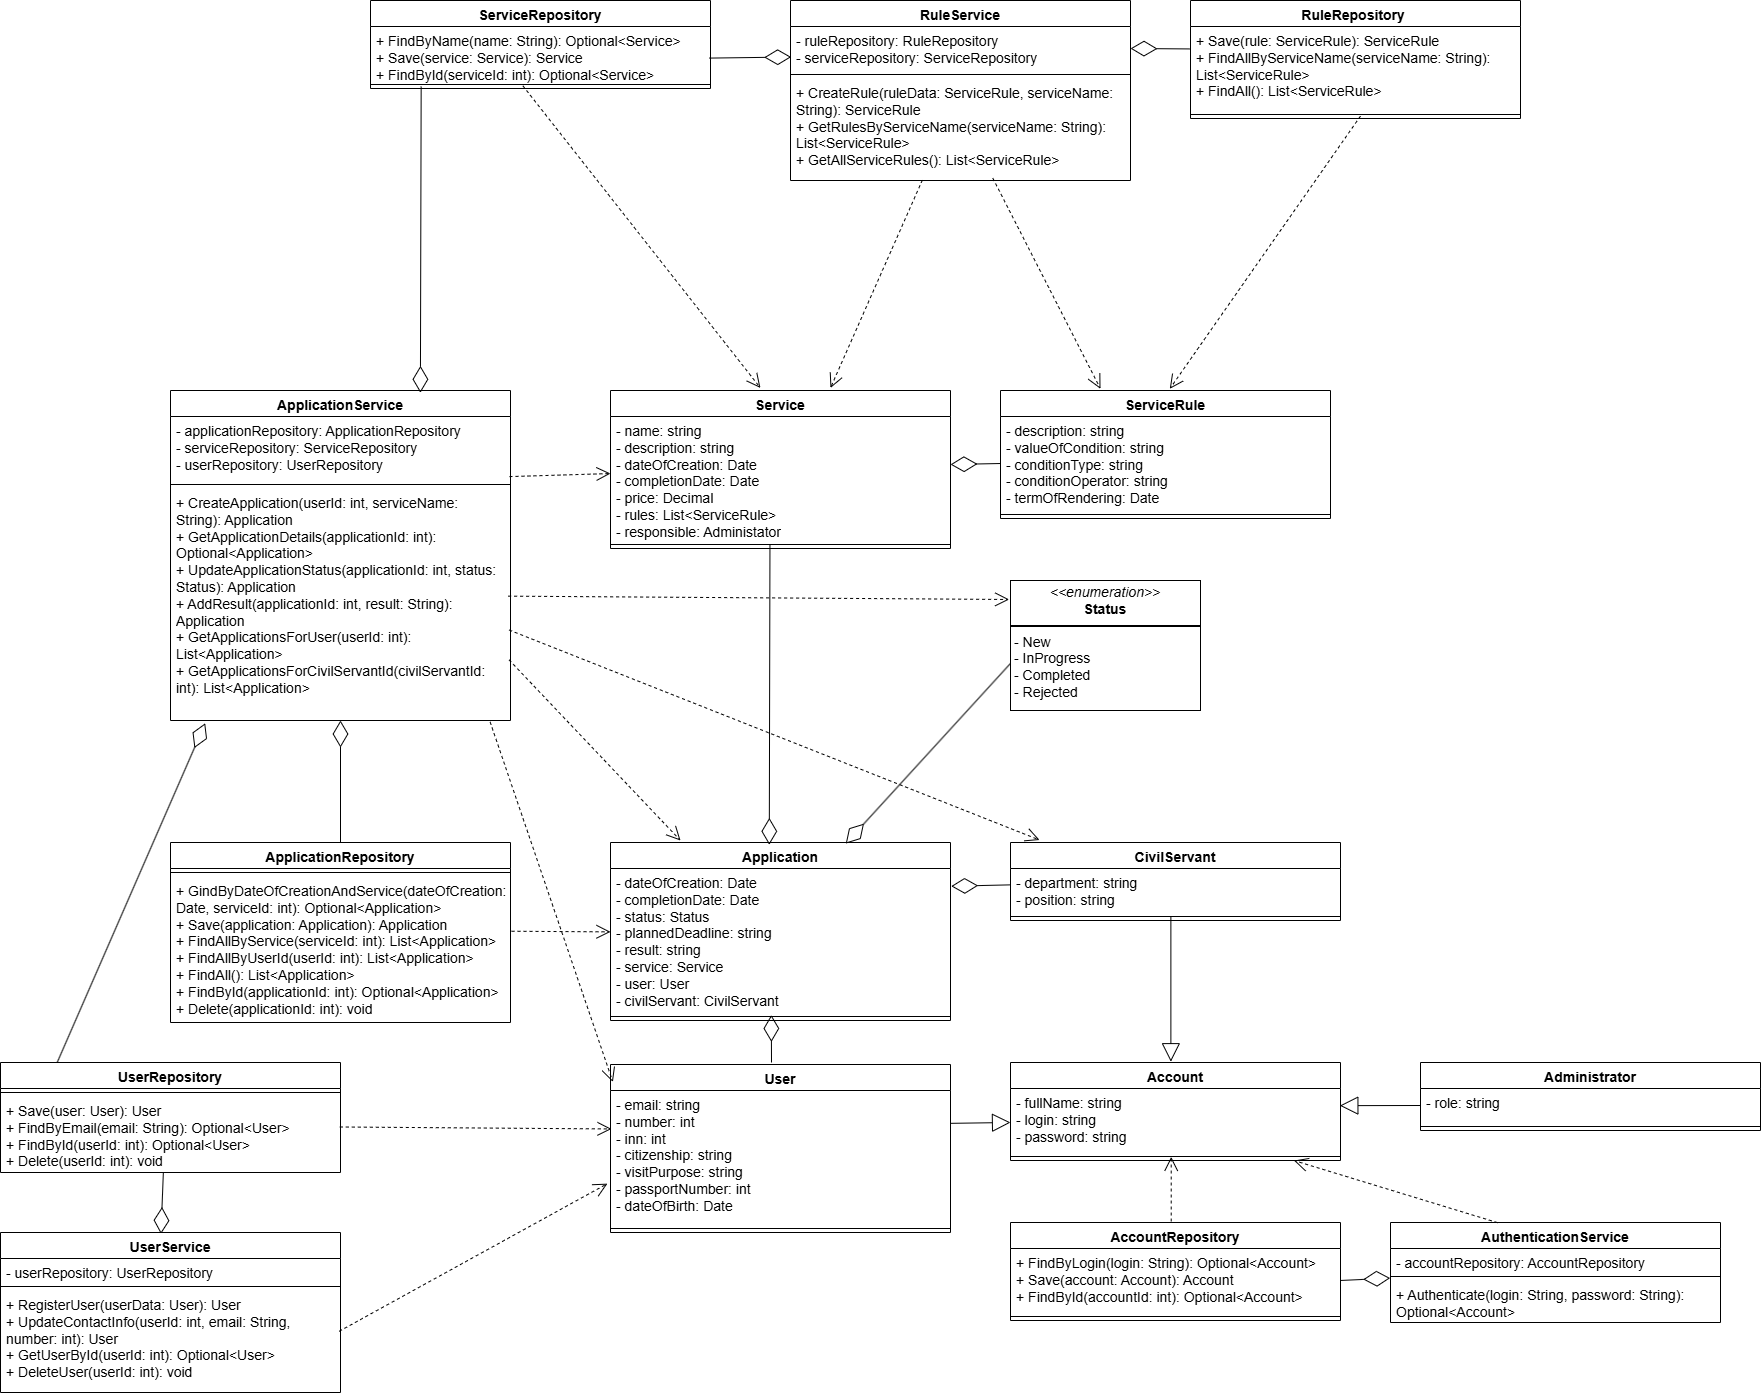 ServiceRepository
+ FindByName(name: String): Optional<Service>
+ Save(service: Service): Service
+ FindById(serviceId: int): Optional<Service>
RuleService
- ruleRepository: RuleRepository
- serviceRepository: ServiceRepository
+ CreateRule(ruleData: ServiceRule, serviceName:
String): ServiceRule
+ GetRulesByServiceName(serviceName: String):
List<ServiceRule>
+ GetAllServiceRules(): List<ServiceRule>
RuleRepository
+ Save(rule: ServiceRule): ServiceRule
+ FindAllByServiceName(serviceName: String):
List<ServiceRule>
+ FindAll(): List<ServiceRule>
ApplicationService
- applicationRepository: ApplicationRepository
- serviceRepository: ServiceRepository
- userRepository: UserRepository
+ CreateApplication(userId: int, serviceName:
String): Application
+ GetApplicationDetails(applicationId: int):
Optional<Application>
+ UpdateApplicationStatus(applicationId: int, status:
Status): Application
+ AddResult(applicationId: int, result: String):
Application
+ GetApplicationsForUser(userId: int):
List<Application>
+ GetApplicationsForCivilServantId(civilServantId:
int): List<Application>
Service
- name: string
- description: string
- dateOfCreation: Date
- completionDate: Date
- price: Decimal
- rules: List<ServiceRule>
- responsible: Administator
ServiceRule
- description: string
- valueOfCondition: string
- conditionType: string
- conditionOperator: string
- termOfRendering: Date
<<enumeration>>
Status
- New
- InProgress
- Completed
- Rejected
ApplicationRepository
+ GindByDateOfCreationAndService(dateOfCreation:
Date, serviceId: int): Optional<Application>
+ Save(application: Application): Application
+ FindAllByService(serviceId: int): List<Application>
+ FindAllByUserId(userId: int): List<Application>
+ FindAll(): List<Application>
+ FindById(applicationId: int): Optional<Application>
+ Delete(applicationId: int): void
Application
- dateOfCreation: Date
- completionDate: Date
- status: Status
- plannedDeadline: string
- result: string
- service: Service
- user: User
- civilServant: CivilServant
CivilServant
- department: string
- position: string
UserRepository
+ Save(user: User): User
+ FindByEmail(email: String): Optional<User>
+ FindById(userId: int): Optional<User>
+ Delete(userId: int): void
User
- email: string
- number: int
- inn: int
- citizenship: string
- visitPurpose: string
- passportNumber: int
- dateOfBirth: Date
Account
- fullName: string
- login: string
- password: string
Administrator
- role: string
UserService
- userRepository: UserRepository
+ RegisterUser(userData: User): User
+ UpdateContactInfo(userId: int, email: String,
number: int): User
+ GetUserById(userId: int): Optional<User>
+ DeleteUser(userId: int): void
AccountRepository
+ FindByLogin(login: String): Optional<Account>
+ Save(account: Account): Account
+ FindById(accountId: int): Optional<Account>
AuthenticationService
- accountRepository: AccountRepository
+ Authenticate(login: String, password: String):
Optional<Account>